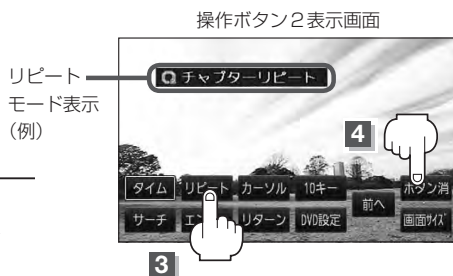 操作ボタン2表示画面
リピート
モード表示
(例)
チャプターリピート
4
タイム リピート カーソル 10キー 前へ ボタン消
サーチ リターン DVD設定 画面ｻｲｽﾞ
3